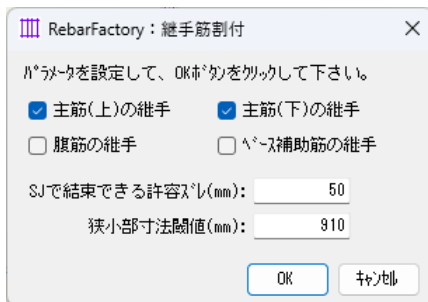 RebarFactory：継手筋割付
ﾊﾟﾗﾒｰﾀを設定して、OKﾎﾞﾀﾝをｸﾘｯｸして下さい。
主筋(上)の継手 主筋(下)の継手
腹筋の継手 ﾍﾞｰｽ補助筋の継手
SJで結束できる許容ｽﾞﾚ(mm): 50
狭小部寸法閾値(mm): 910
OK ｷｬﾝｾﾙ